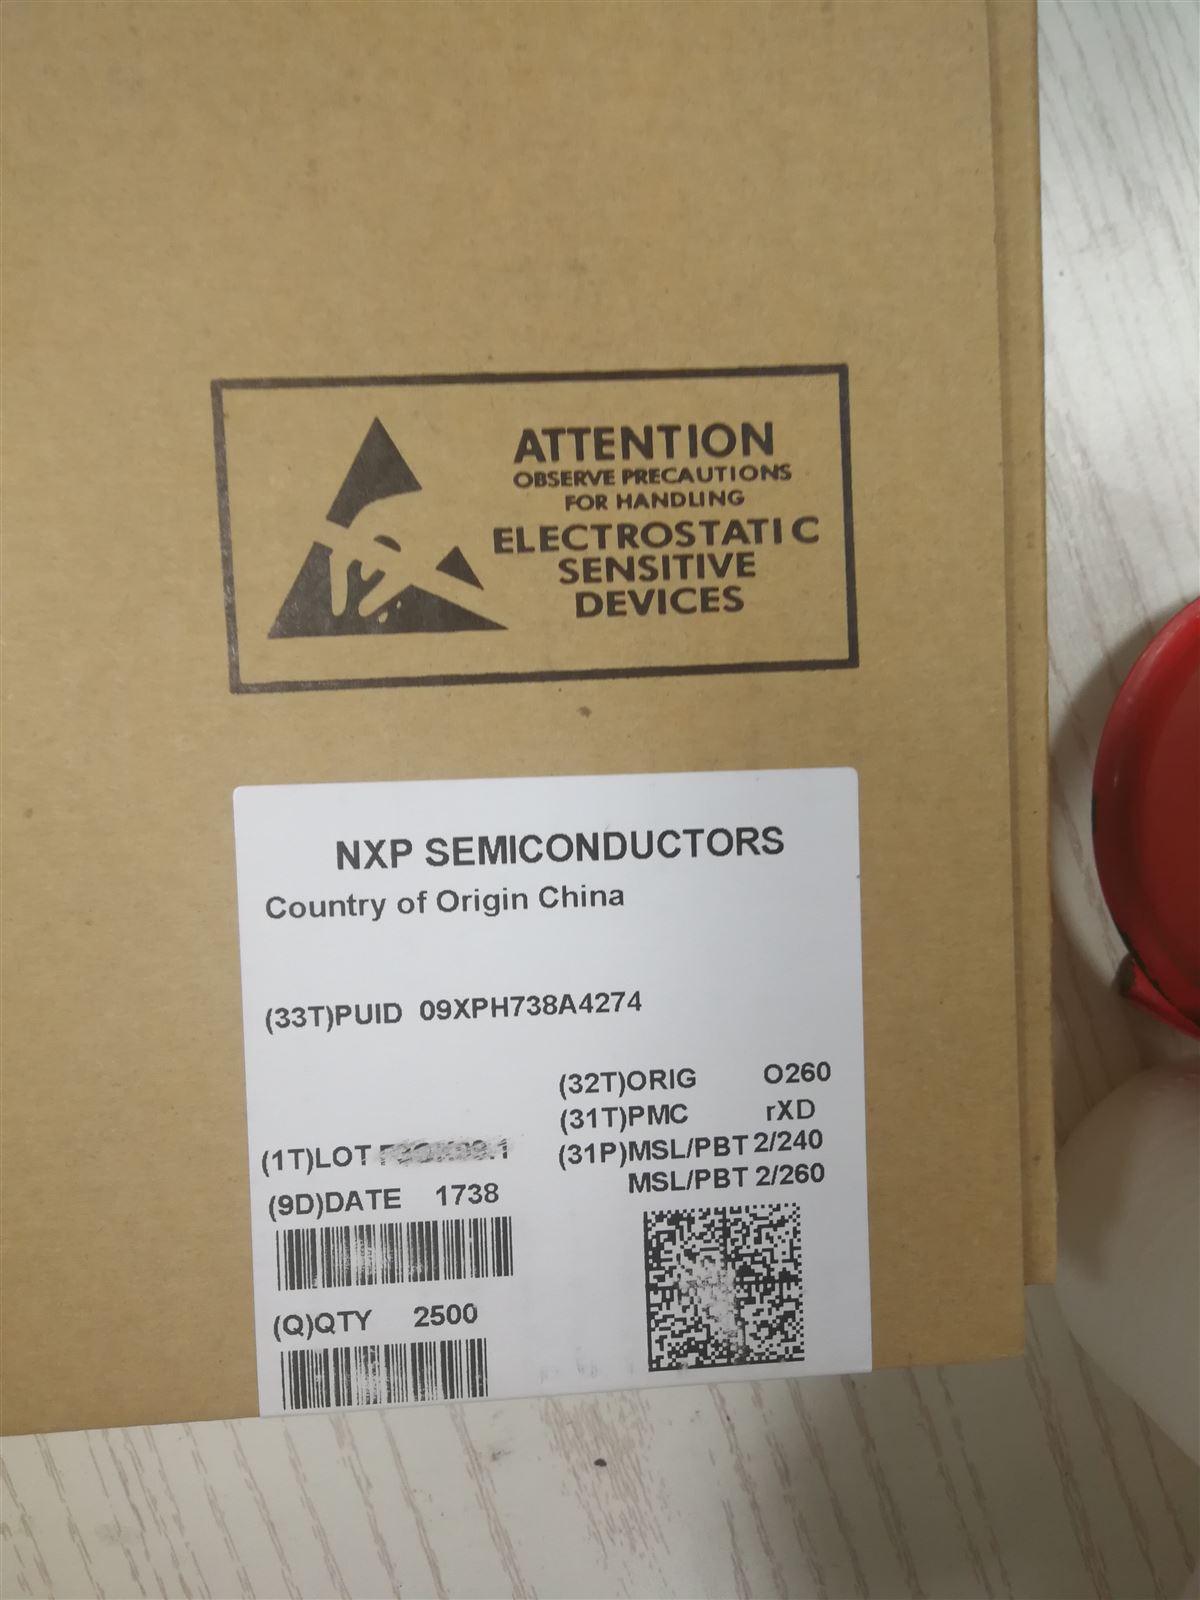 ATTENTION
OBSERVE PRECAUTIONS
FOR HANDLING
ELECTROSTATIC
SENSITIVE
DEVICES
NXP SEMICONDUCTORS
Country of Origin China
(33T)PUID 09XPH738A4274
(32T)ORIG O260
(31T)PMC rXD
(1T)LOT
(31P)MSL/PBT 2/240
MSL/PBT 2/260
(9D)DATE 1738
(Q)QTY 2500